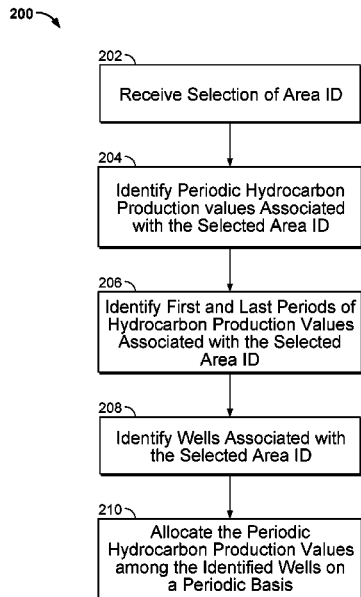 200
202
Receive Selection of Area ID
204
Identify Periodic Hydrocarbon
Production values Associated
with the Selected Area ID
206
Identify First and Last Periods of
Hydrocarbon Production Values
Associated with the Selected
Area ID
208
Identify Wells Associated with
the Selected Area ID
210
Allocate the Periodic
Hydrocarbon Production Values
among the Identified Wells on
a Periodic Basis